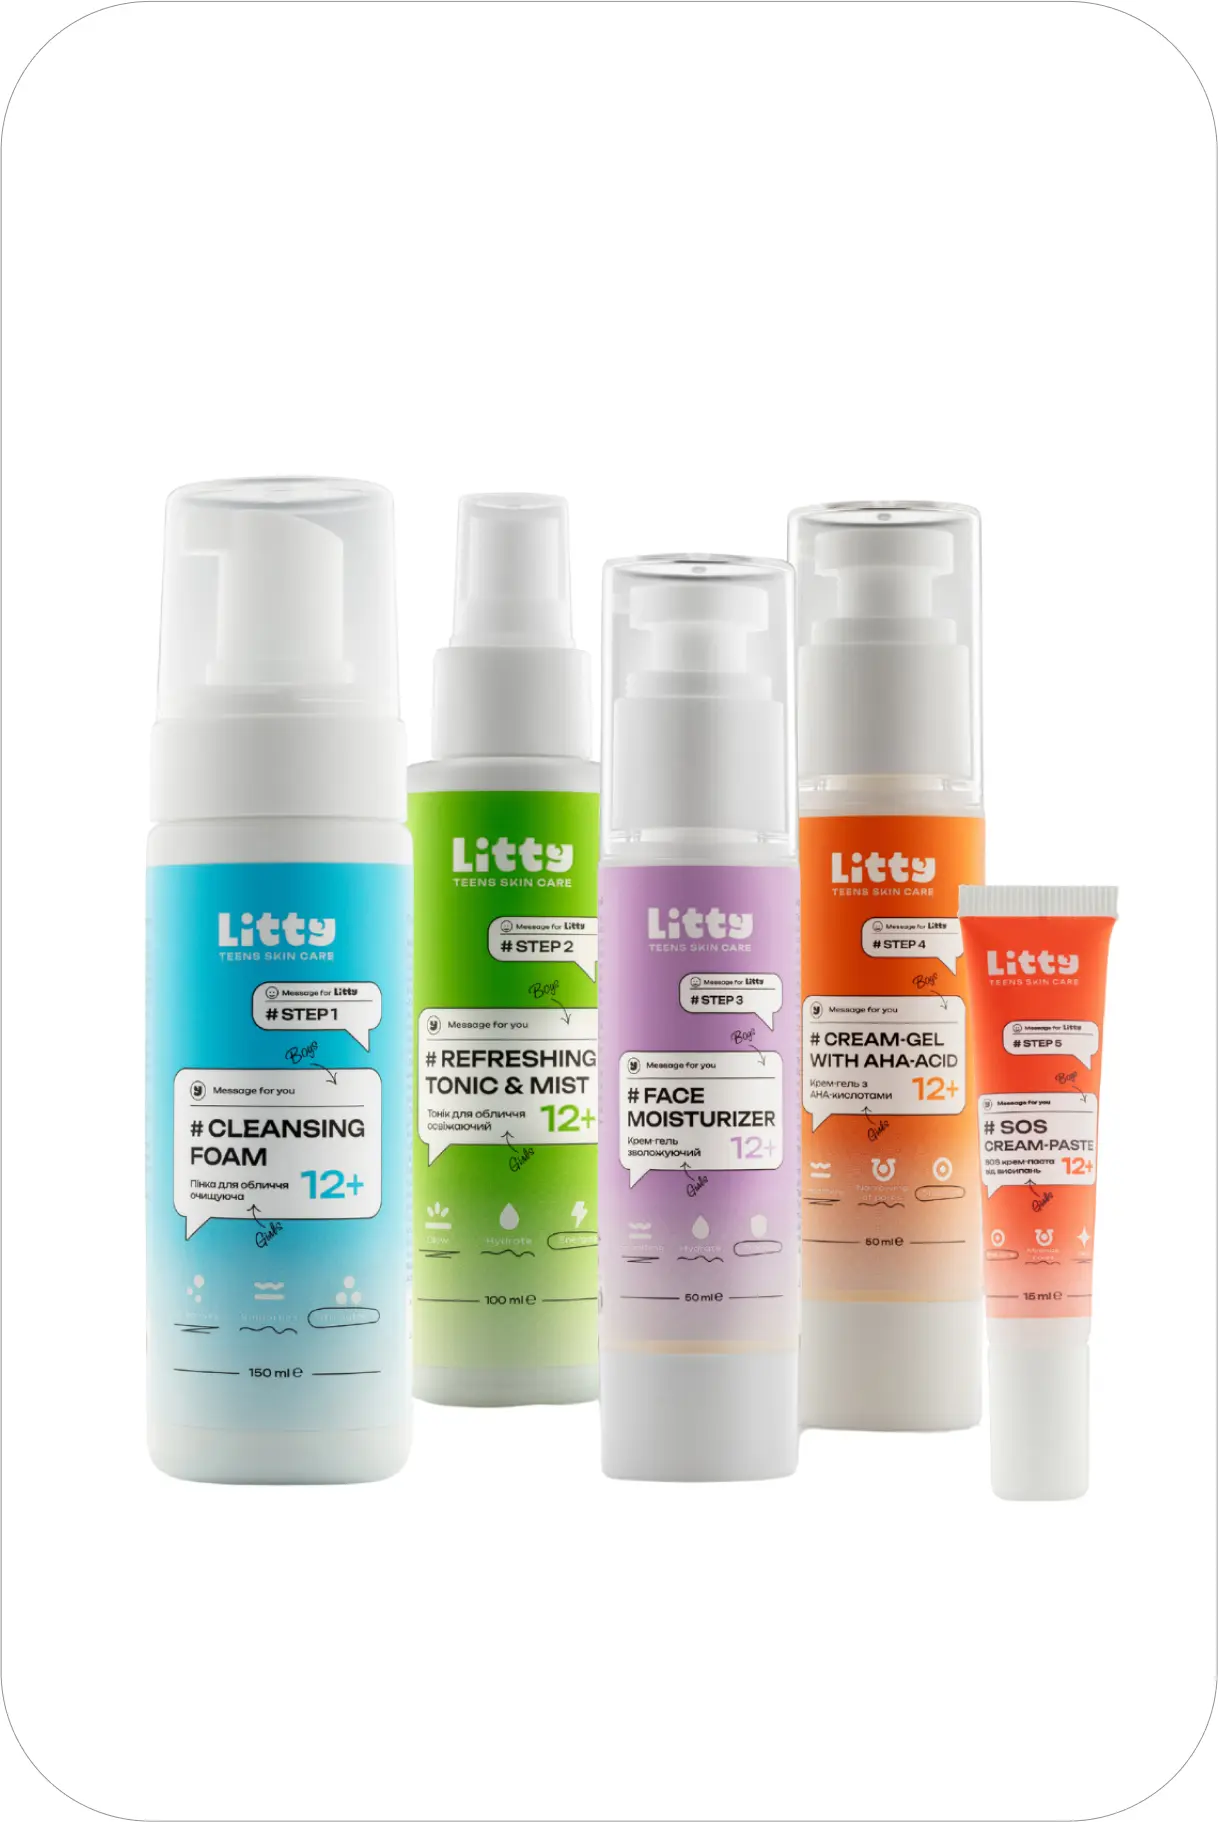 Litty
TEENS SKIN CARE
Message for Litty
# STEP 1
Boys
Message for you
# CLEANSING
FOAM
Пінка для обличчя
очищуюча
12+
Girls
150 ml ℮
Litty
TEENS SKIN CARE
Message for Litty
# STEP 2
Boys
Message for you
# REFRESHING
TONIC & MIST
Тонік для обличчя
освіжаючий
12+
Girls
Glow
Hydrate
100 ml ℮
Litty
TEENS SKIN CARE
Message for Litty
# STEP 3
Boys
Message for you
# FACE
MOISTURIZER
Крем-гель
зволожуючий
12+
Girls
Hydrate
50 ml ℮
Litty
TEENS SKIN CARE
Message for Litty
# STEP 4
Boys
Message for you
# CREAM-GEL
WITH AHA-ACID
Крем-гель з
АНА-кислотами
12+
Girls
50 ml ℮
Litty
TEENS SKIN CARE
Message for Litty
# STEP 5
Boys
Message for you
# SOS
CREAM-PASTE
SOS крем-паста
від висипань
12+
Girls
15 ml ℮